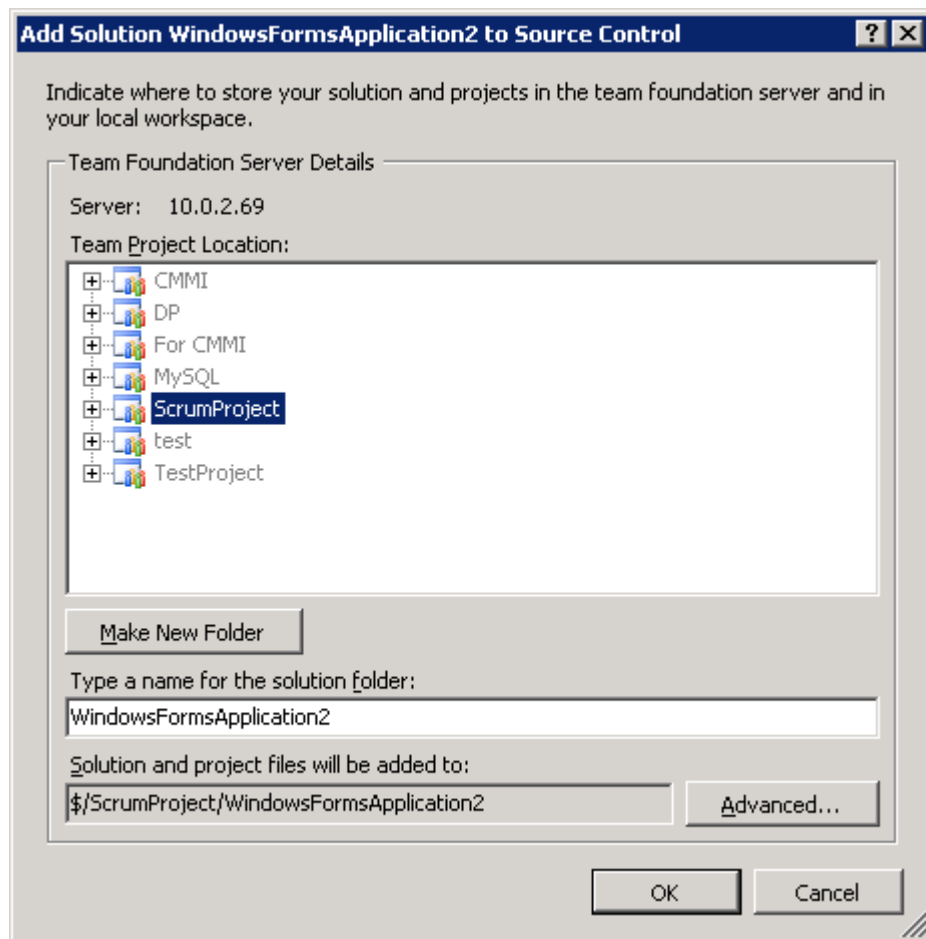 Add Solution WindowsFormsApplication2 to Source Control
Indicate where to store your solution and projects in the team foundation server and in
your local workspace.
Team Foundation Server Details
Server: 10.0.2.69
Team Project Location:
CMMI
DP
For CMMI
MySQL
ScrumProject
test
TestProject
Make New Folder
Type a name for the solution folder:
WindowsFormsApplication2
Solution and project files will be added to:
$/ScrumProject/WindowsFormsApplication2
Advanced...
OK
Cancel